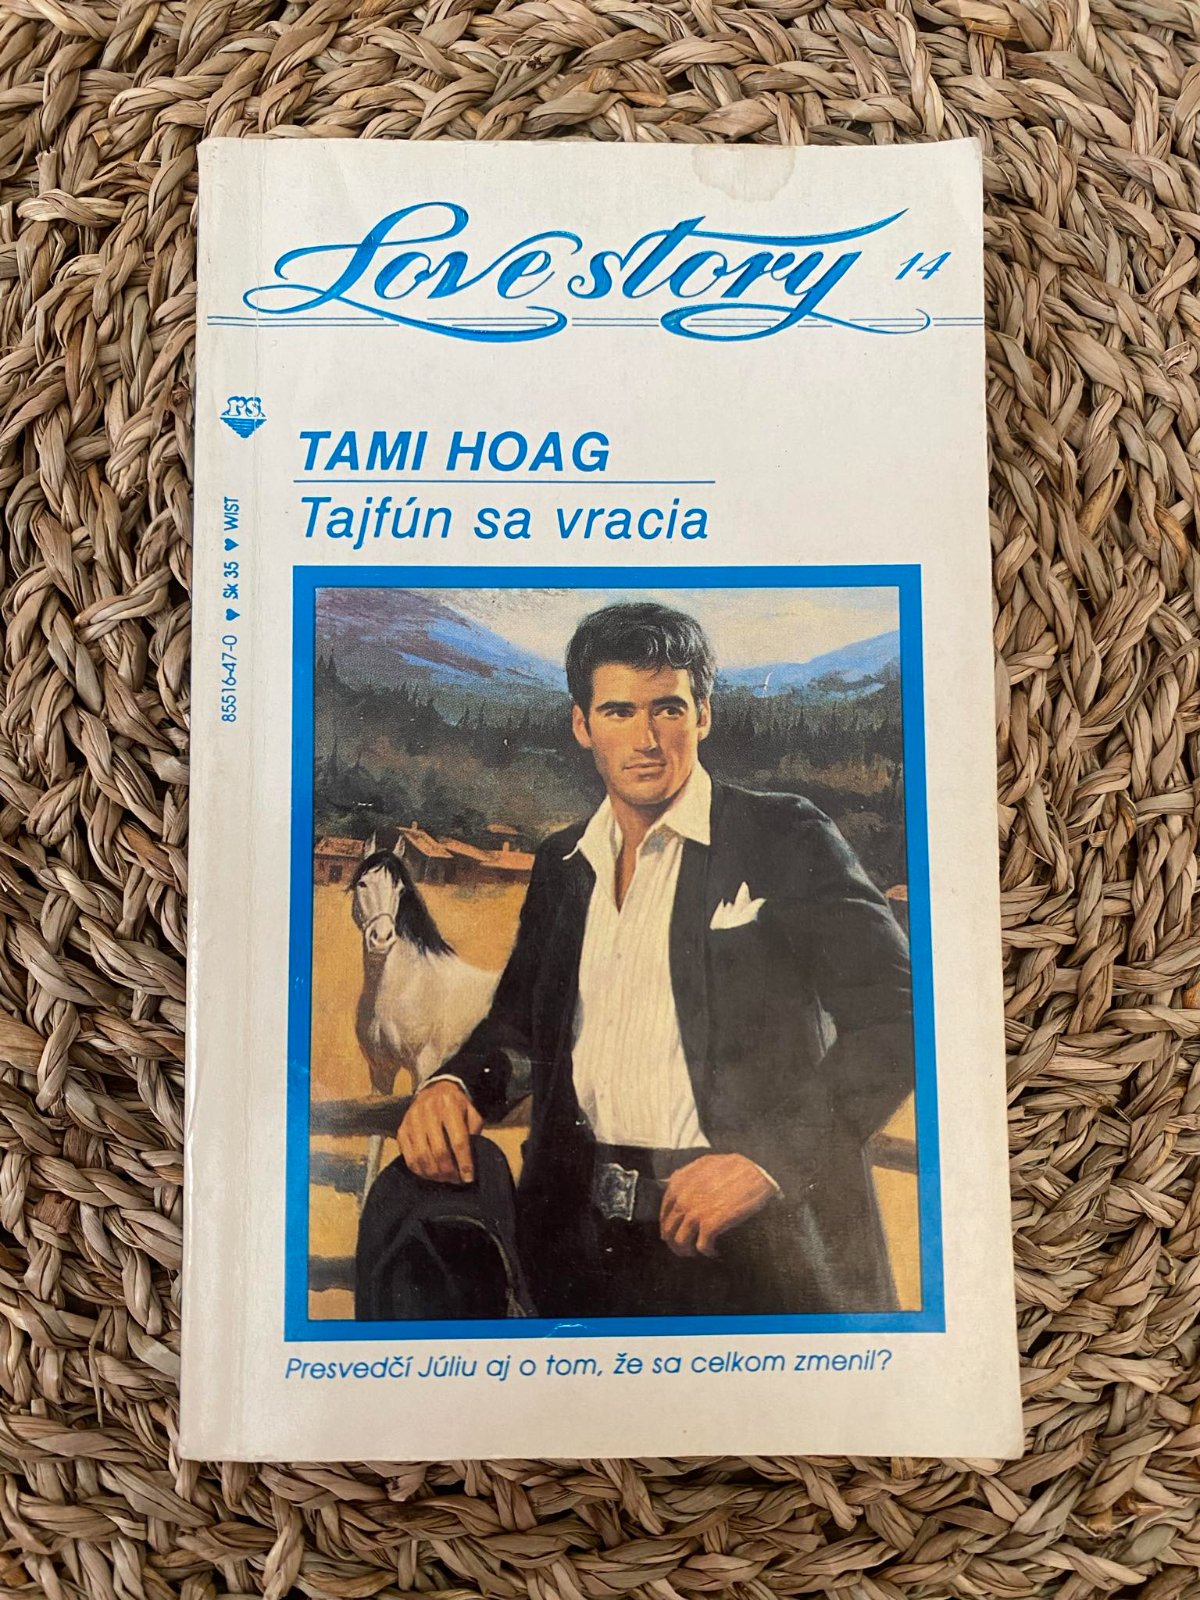 Love story 14
rs
TAMI HOAG
Tajfún sa vracia
85516-47-0 ♥ Sk 35 ♥ WIST
Presvedčí Júliu aj o tom, že sa celkom zmenil?